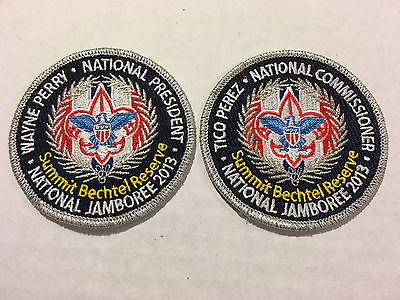 WAYNE PERRY · NATIONAL PRESIDENT ·
Summit Bechtel Reserve
NATIONAL JAMBOREE 2013
TICO PEREZ · NATIONAL COMMISSIONER ·
Summit Bechtel Reserve
NATIONAL JAMBOREE 2013 ·